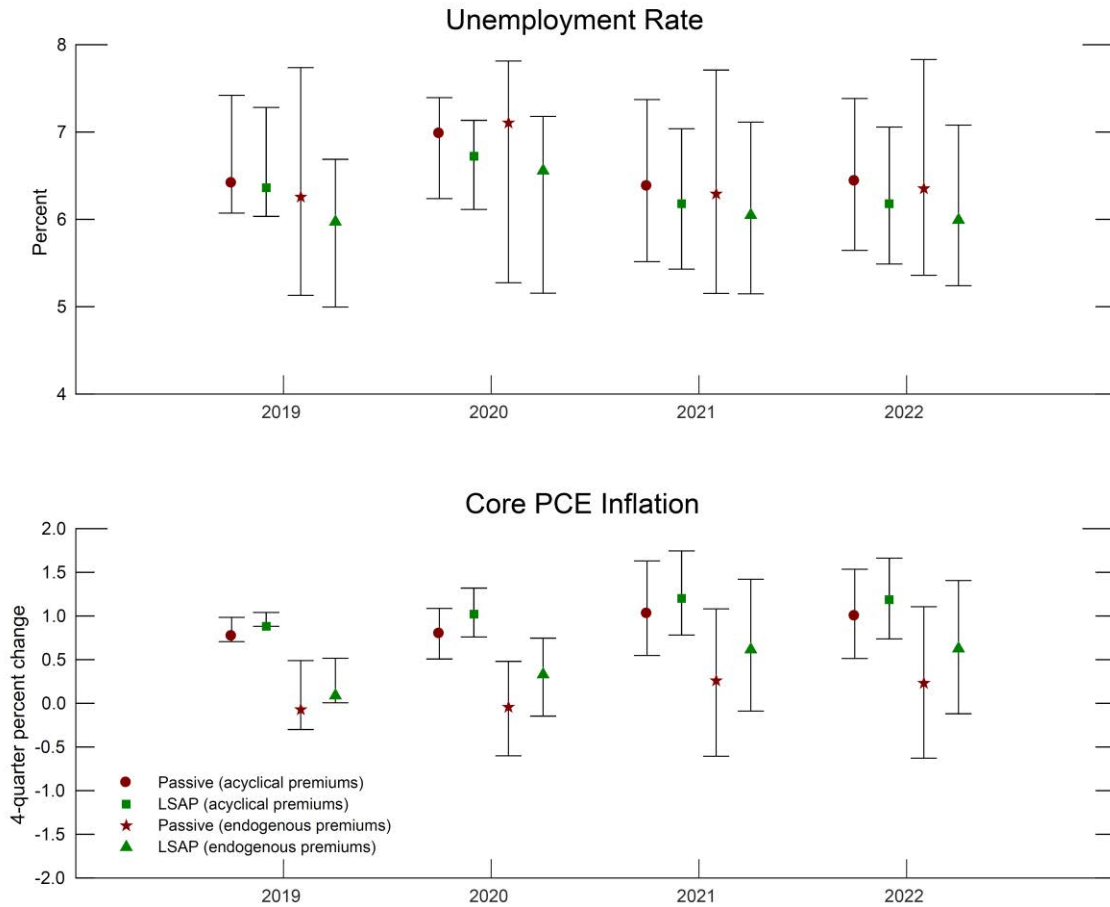 Unemployment Rate
8
7
6
5
4
Percent
2019 2020 2021 2022
Core PCE Inflation
2.0
1.5
1.0
0.5
0.0
-0.5
-1.0
-1.5
-2.0
4-quarter percent change
Passive (acyclical premiums)
LSAP (acyclical premiums)
Passive (endogenous premiums)
LSAP (endogenous premiums)
2019 2020 2021 2022